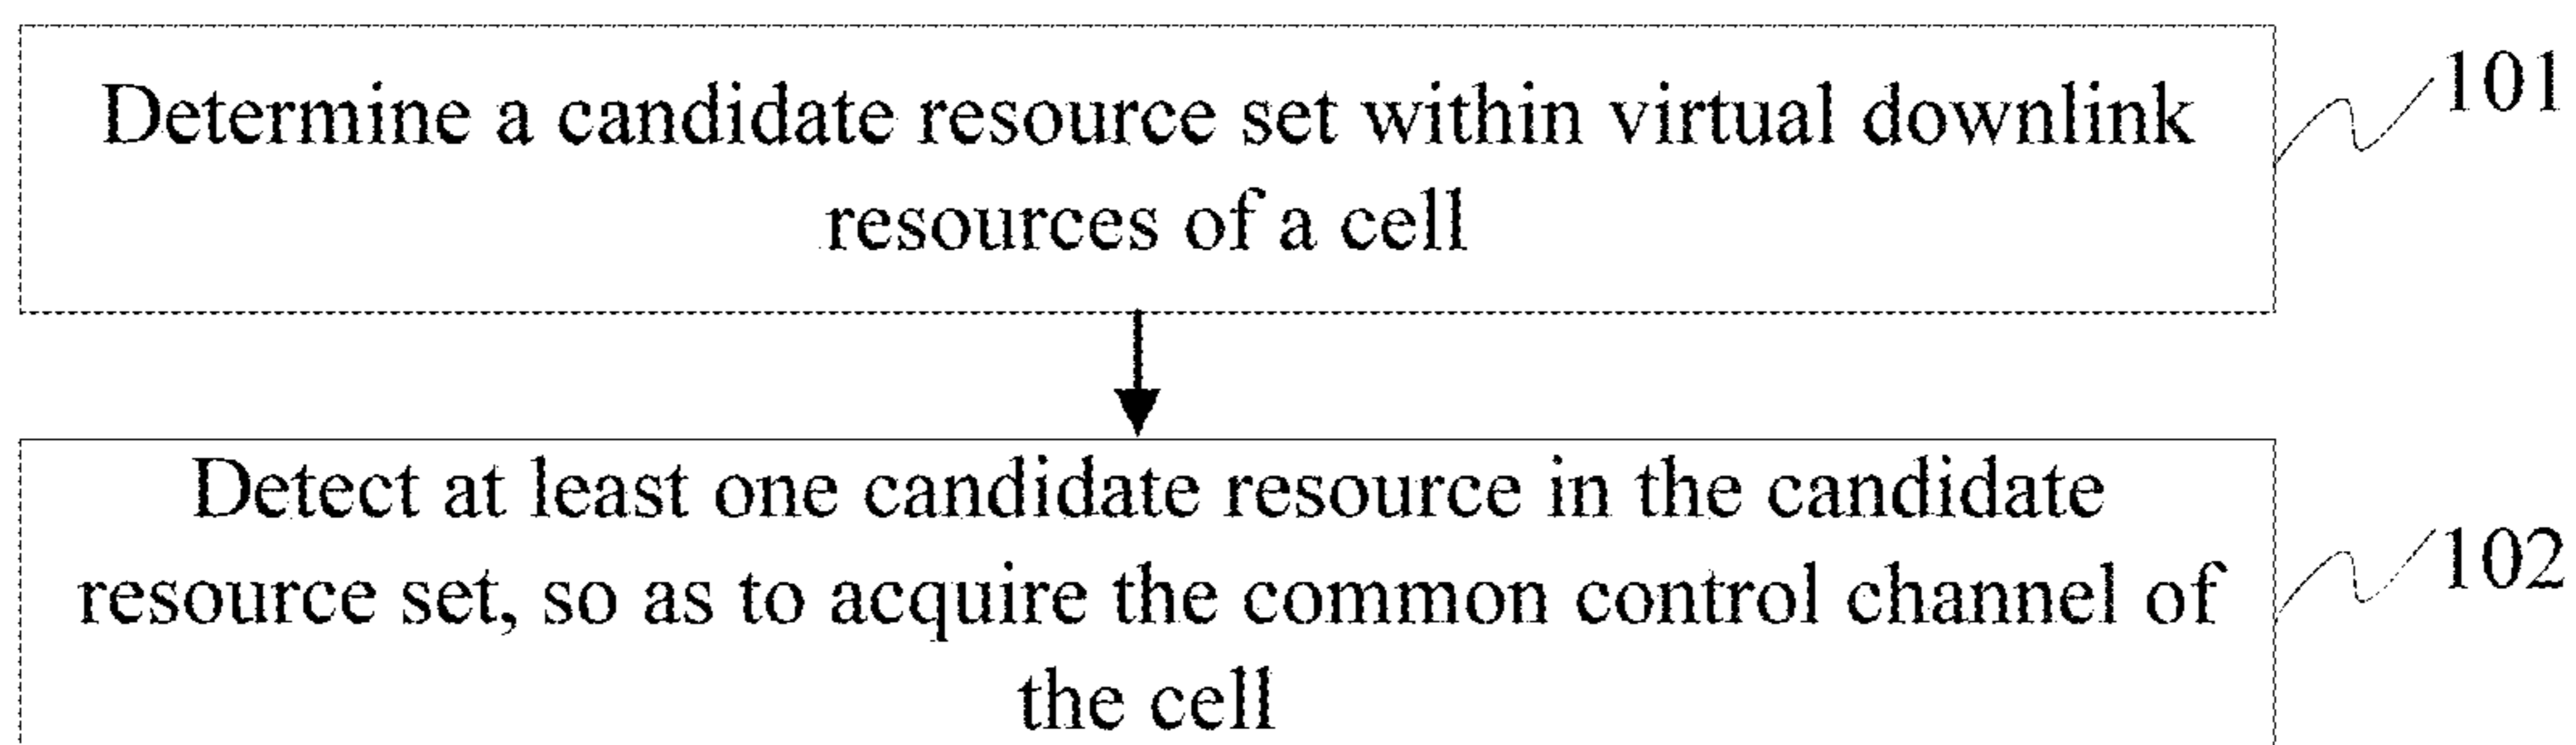 Determine a candidate resource set within virtual downlink
resources of a cell
101
Detect at least one candidate resource in the candidate
resource set, so as to acquire the common control channel of
the cell
102